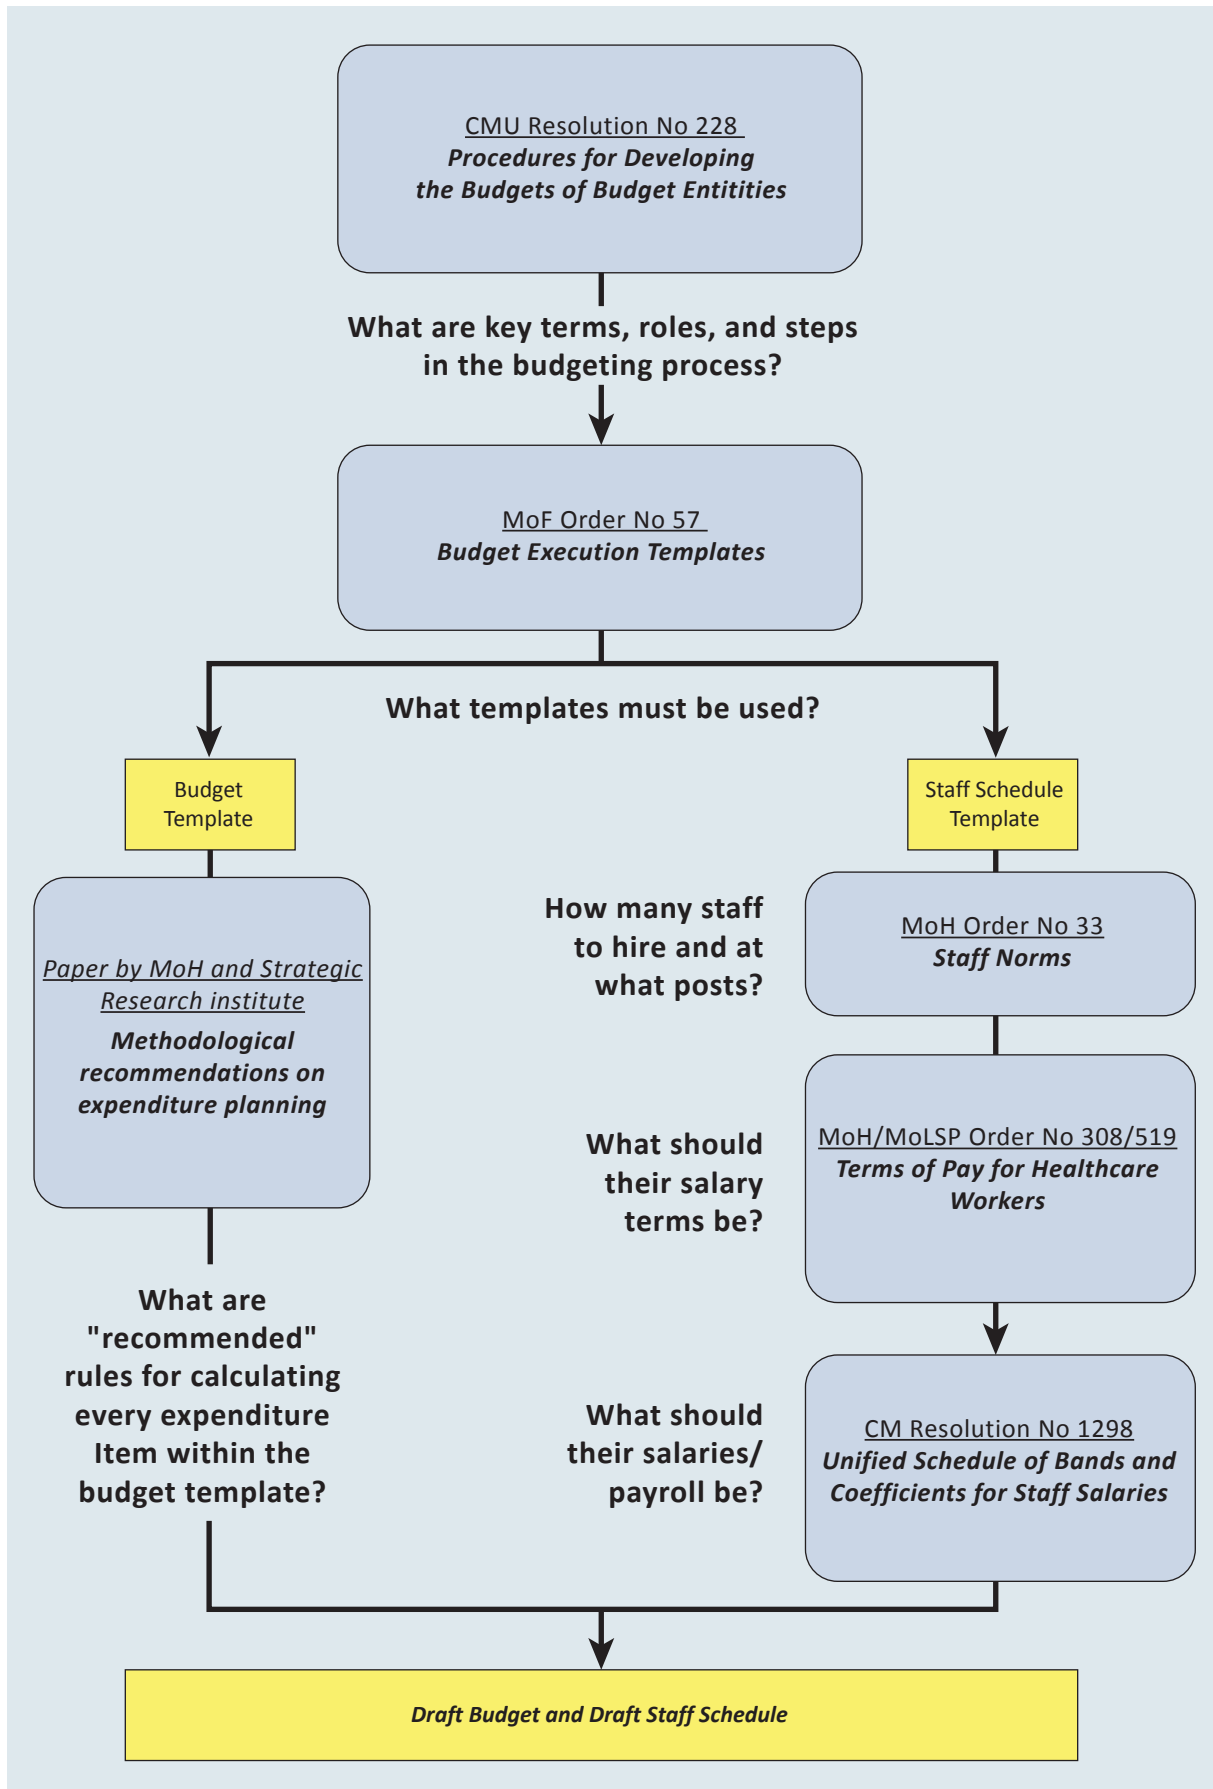 CMU Resolution No 228
Procedures for Developing
the Budgets of Budget Entitities
What are key terms, roles, and steps
in the budgeting process?
MoF Order No 57
Budget Execution Templates
What templates must be used?
Budget
Template
Paper by MoH and Strategic
Research institute
Methodological
recommendations on
expenditure planning
What are
"recommended"
rules for calculating
every expenditure
Item within the
budget template?
Staff Schedule
Template
How many staff
to hire and at
what posts?
MoH Order No 33
Staff Norms
What should
their salary
terms be?
MoH/MoLSP Order No 308/519
Terms of Pay for Healthcare
Workers
What should
their salaries/
payroll be?
CM Resolution No 1298
Unified Schedule of Bands and
Coefficients for Staff Salaries
Draft Budget and Draft Staff Schedule